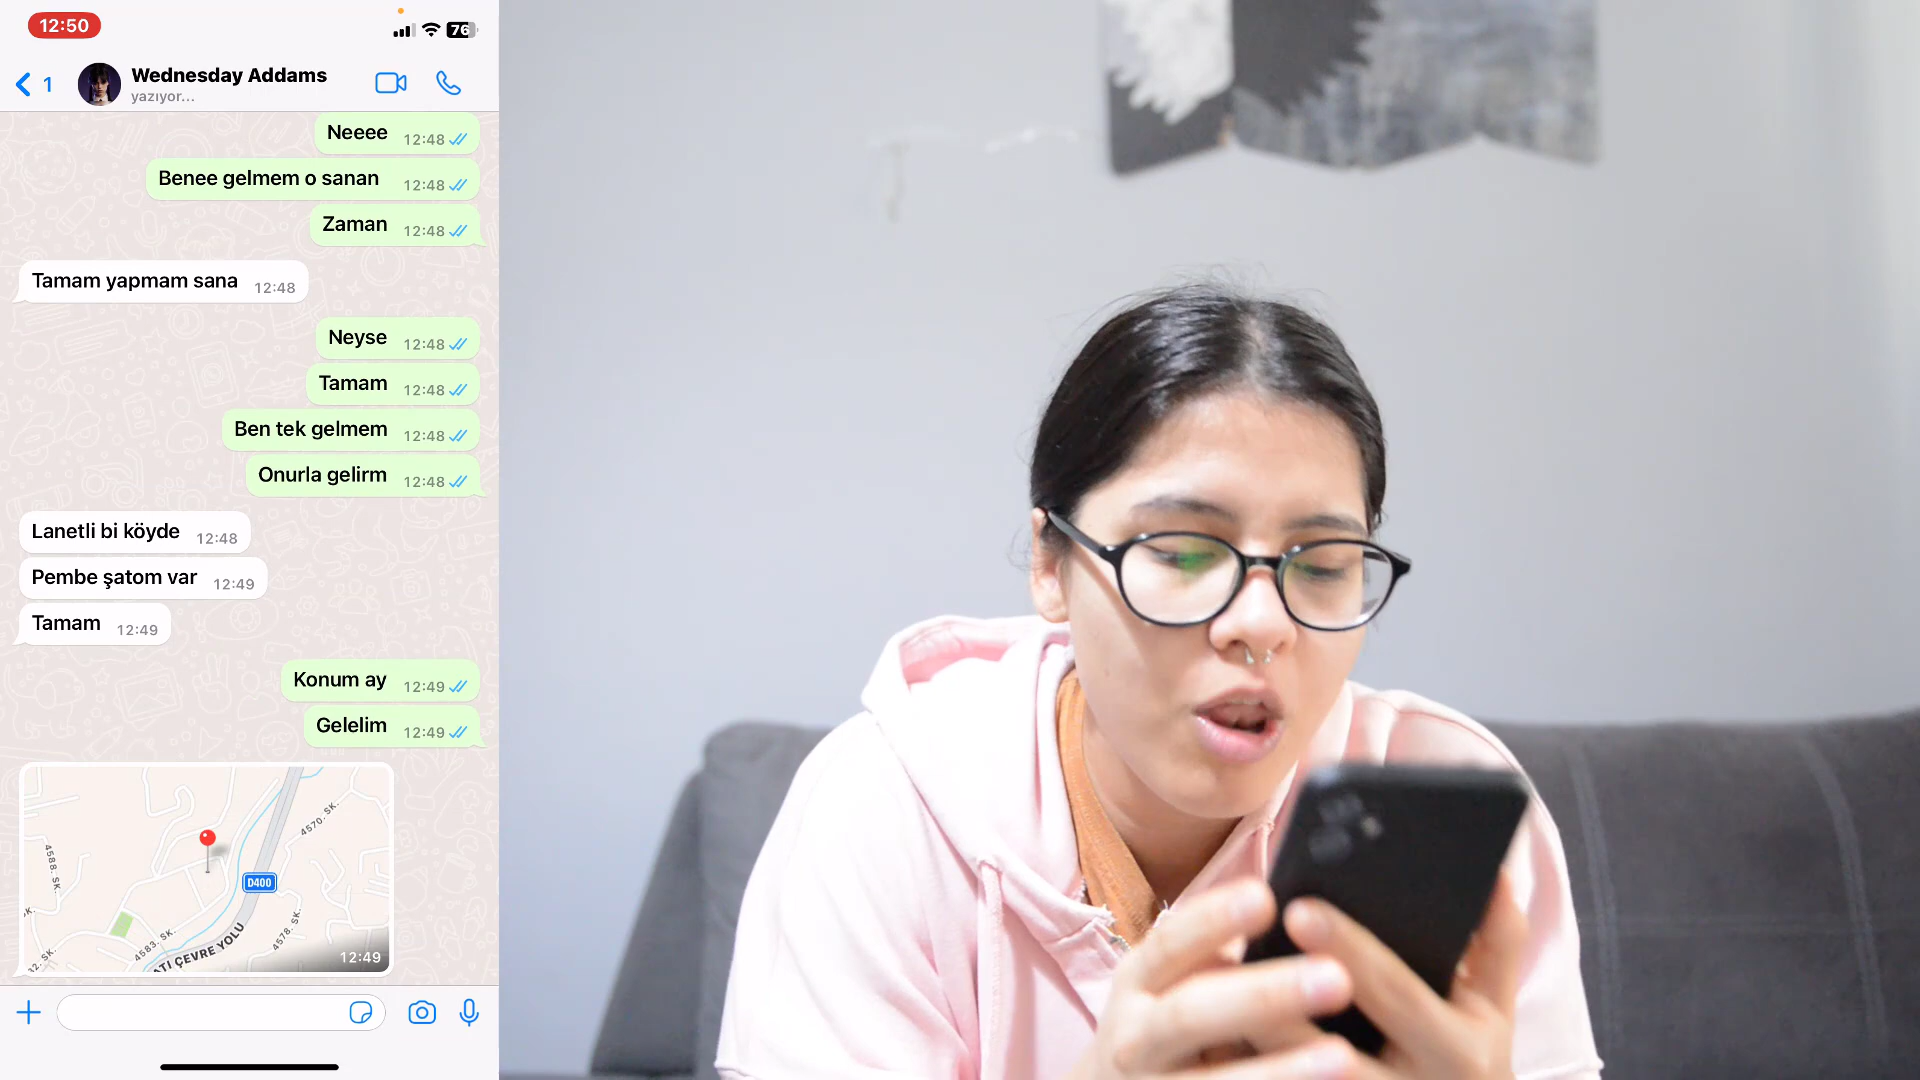 12:50
76
1
Wednesday Addams
yazıyor...
Neeee 12:48
Benee gelmem o sanan 12:48
Zaman 12:48
Tamam yapmam sana 12:48
Neyse 12:48
Tamam 12:48
Ben tek gelmem 12:48
Onurla gelirm 12:48
Lanetli bi köyde 12:48
Pembe şatom var 12:49
Tamam 12:49
Konum ay 12:49
Gelelim 12:49
4570. SK.
4588. SK.
D400
4583. SK.
4578. SK.
ATI ÇEVRE YOLU
12:49